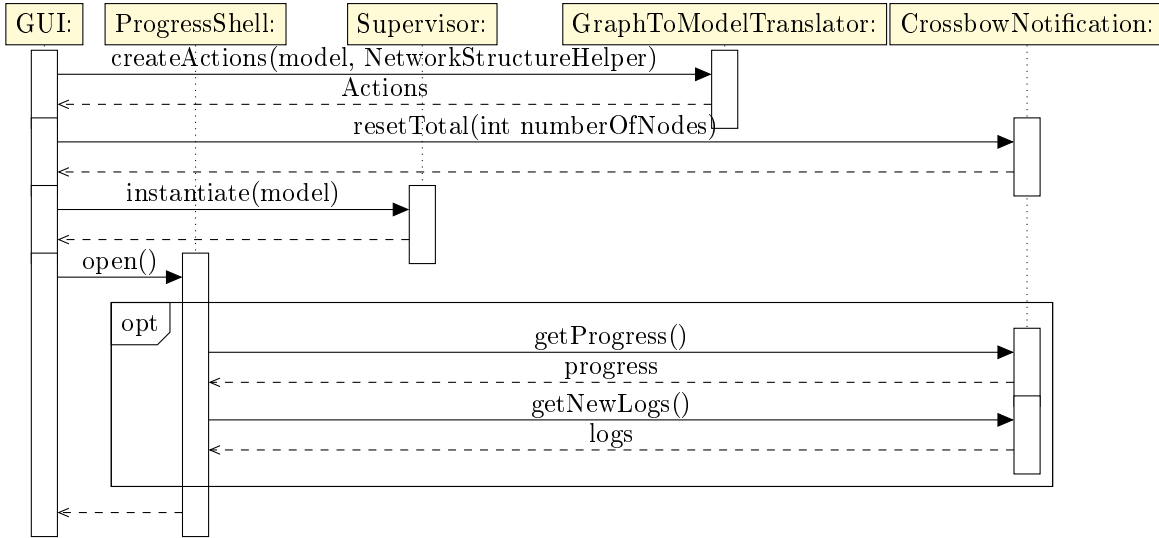 GUI: ProgressShell: Supervisor: GraphToModelTranslator: CrossbowNotification:
createActions(model, NetworkStructureHelper)
Actions
resetTotal(int numberOfNodes)
instantiate(model)
open()
opt
getProgress()
progress
getNewLogs()
logs